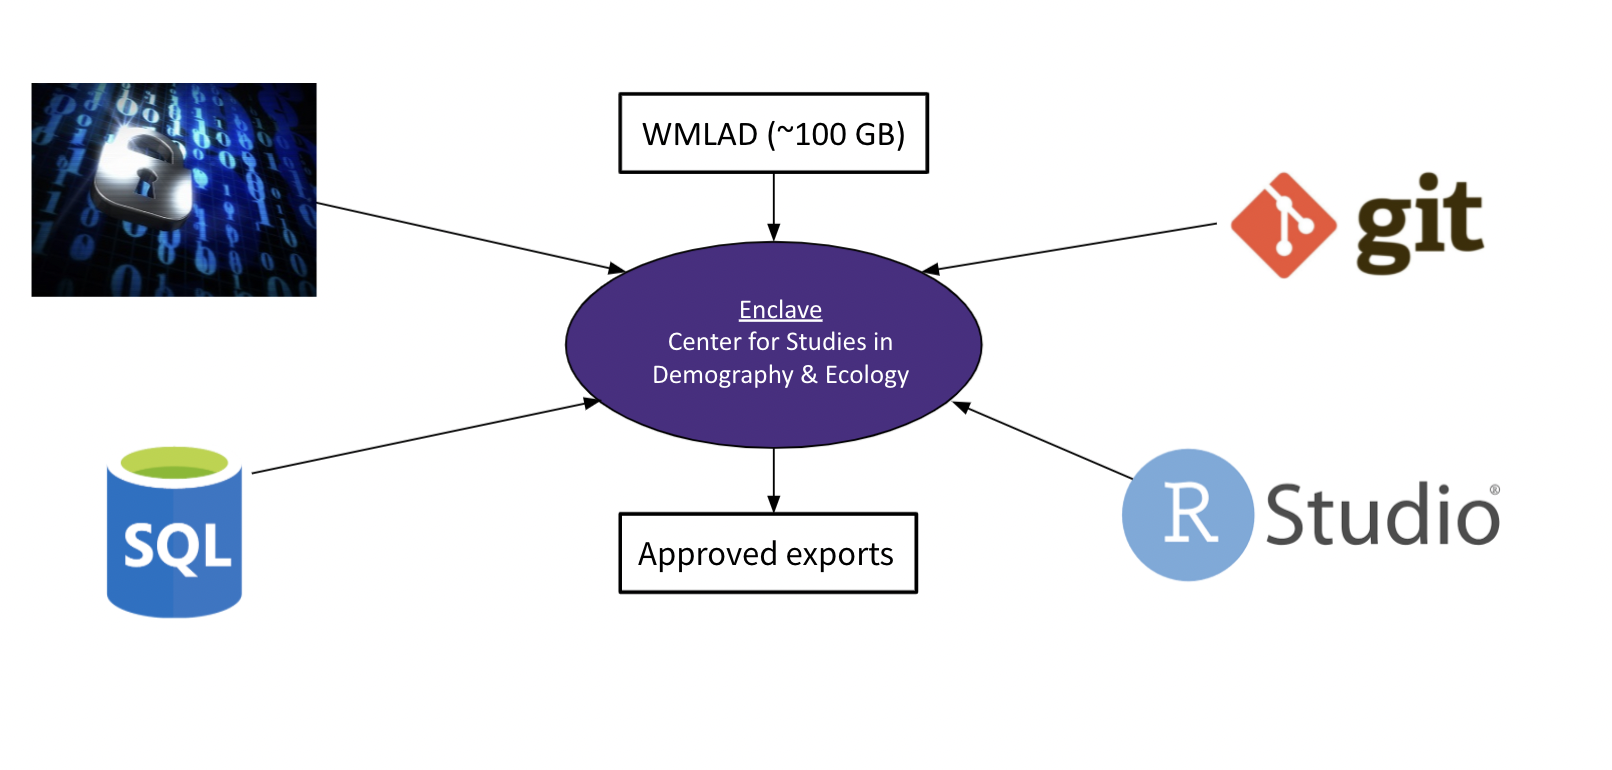 WMLAD (~100 GB)
git
Enclave
Center for Studies in
Demography & Ecology
SQL
R Studio®
Approved exports